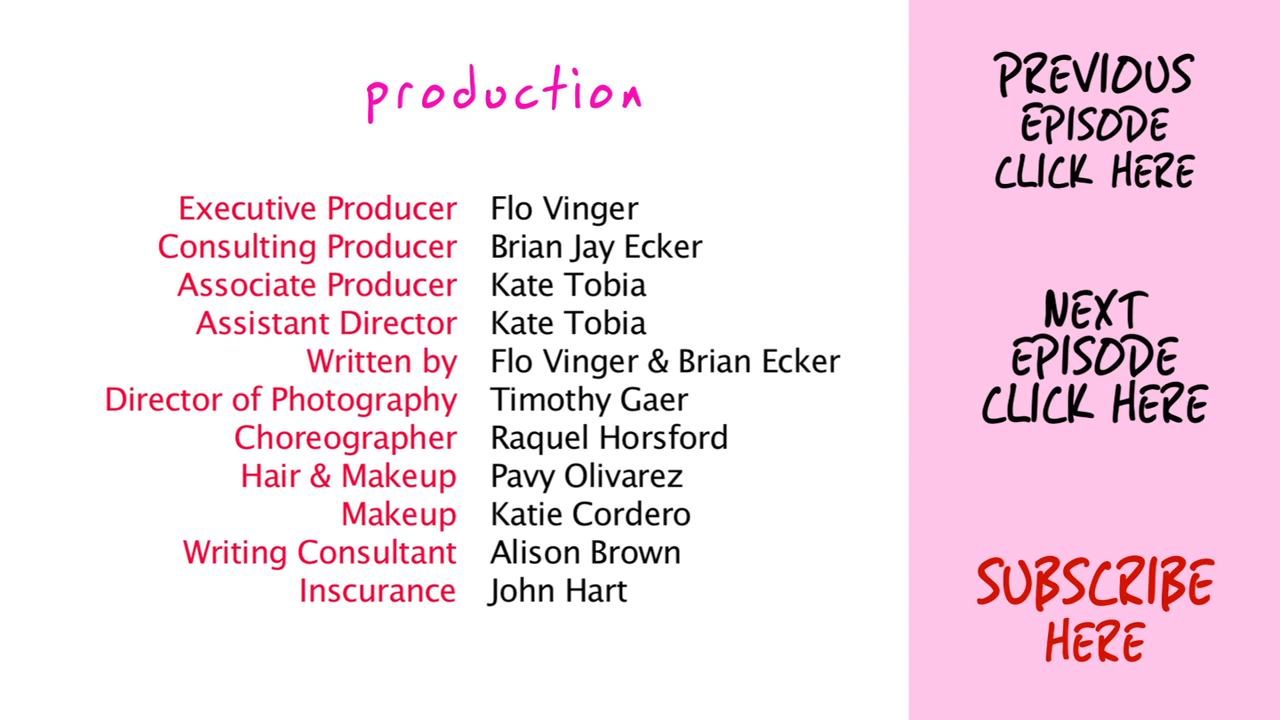 production
Executive Producer Flo Vinger
Consulting Producer Brian Jay Ecker
Associate Producer Kate Tobia
Assistant Director Kate Tobia
Written by Flo Vinger & Brian Ecker
Director of Photography Timothy Gaer
Choreographer Raquel Horsford
Hair & Makeup Pavy Olivarez
Makeup Katie Cordero
Writing Consultant Alison Brown
Inscurance John Hart
PREVIOUS
EPISODE
CLICK HERE
NEXT
EPISODE
CLICK HERE
SUBSCRIBE
HERE